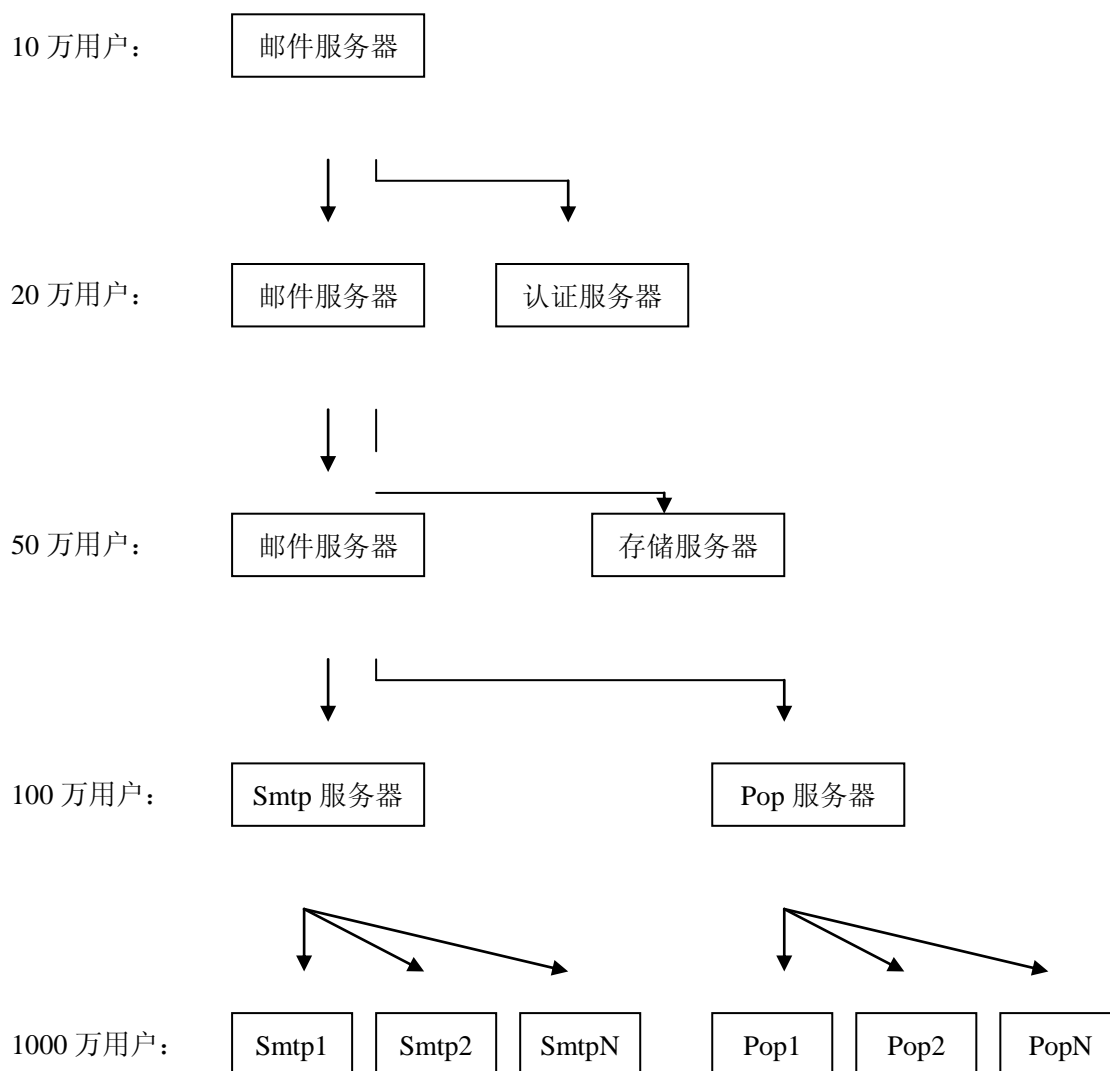 10 万用户： 邮件服务器
20 万用户： 邮件服务器 认证服务器
50 万用户： 邮件服务器 存储服务器
100 万用户： Smtp 服务器 Pop 服务器
1000 万用户： Smtp1 Smtp2 SmtpN Pop1 Pop2 PopN